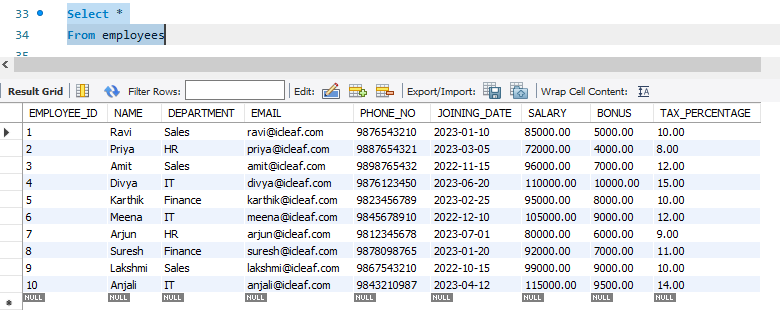 33 Select *
34 From employees
35
Result Grid Filter Rows: Edit: Export/Import: Wrap Cell Content: IA
EMPLOYEE_ID NAME DEPARTMENT EMAIL PHONE_NO JOINING_DATE SALARY BONUS TAX_PERCENTAGE
1 Ravi Sales ravi@icleaf.com 9876543210 2023-01-10 85000.00 5000.00 10.00
2 Priya HR priya@icleaf.com 9887654321 2023-03-05 72000.00 4000.00 8.00
3 Amit Sales amit@icleaf.com 9898765432 2022-11-15 96000.00 7000.00 12.00
4 Divya IT divya@icleaf.com 9876123450 2023-06-20 110000.00 10000.00 15.00
5 Karthik Finance karthik@icleaf.com 9823456789 2023-02-25 95000.00 8000.00 10.00
6 Meena IT meena@icleaf.com 9845678910 2022-12-10 105000.00 9000.00 12.00
7 Arjun HR arjun@icleaf.com 9812345678 2023-07-01 80000.00 6000.00 9.00
8 Suresh Finance suresh@icleaf.com 9878098765 2023-01-20 92000.00 7000.00 11.00
9 Lakshmi Sales lakshmi@icleaf.com 9867543210 2022-10-15 99000.00 9000.00 10.00
10 Anjali IT anjali@icleaf.com 9843210987 2023-04-12 115000.00 9500.00 14.00
NULL NULL NULL NULL NULL NULL NULL NULL NULL